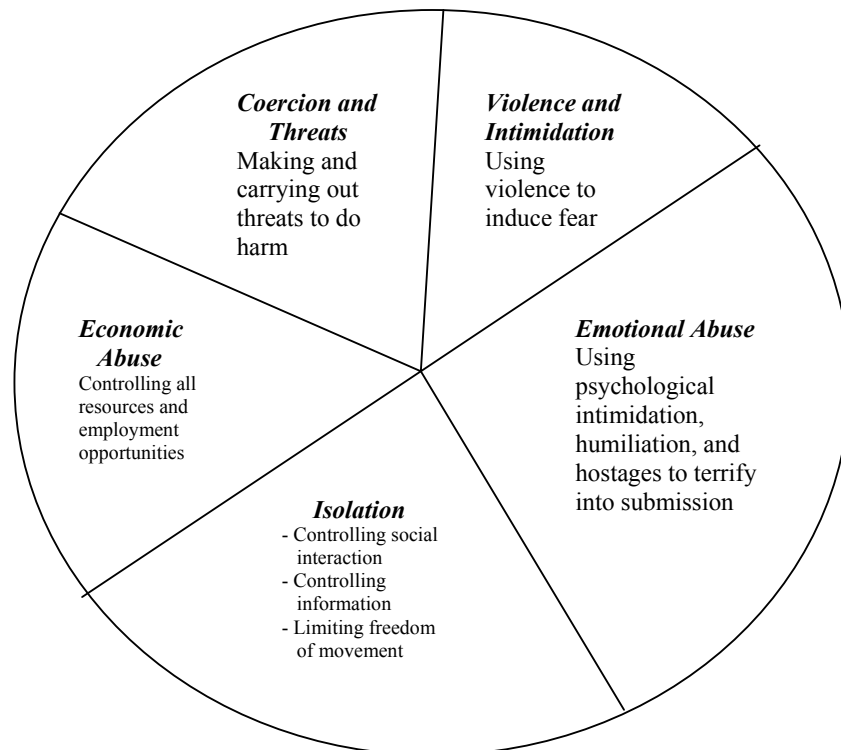 Coercion and
Threats
Making and
carrying out
threats to do
harm
Violence and
Intimidation
Using
violence to
induce fear
Economic
Abuse
Controlling all
resources and
employment
opportunities
Emotional Abuse
Using
psychological
intimidation,
humiliation, and
hostages to terrify
into submission
Isolation
- Controlling social
interaction
- Controlling
information
- Limiting freedom
of movement